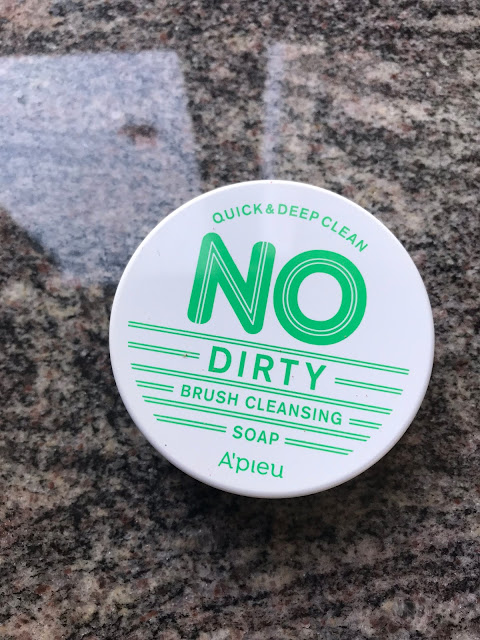 QUICK & DEEP CLEAN
NO
DIRTY
BRUSH CLEANSING
SOAP
A'pieu